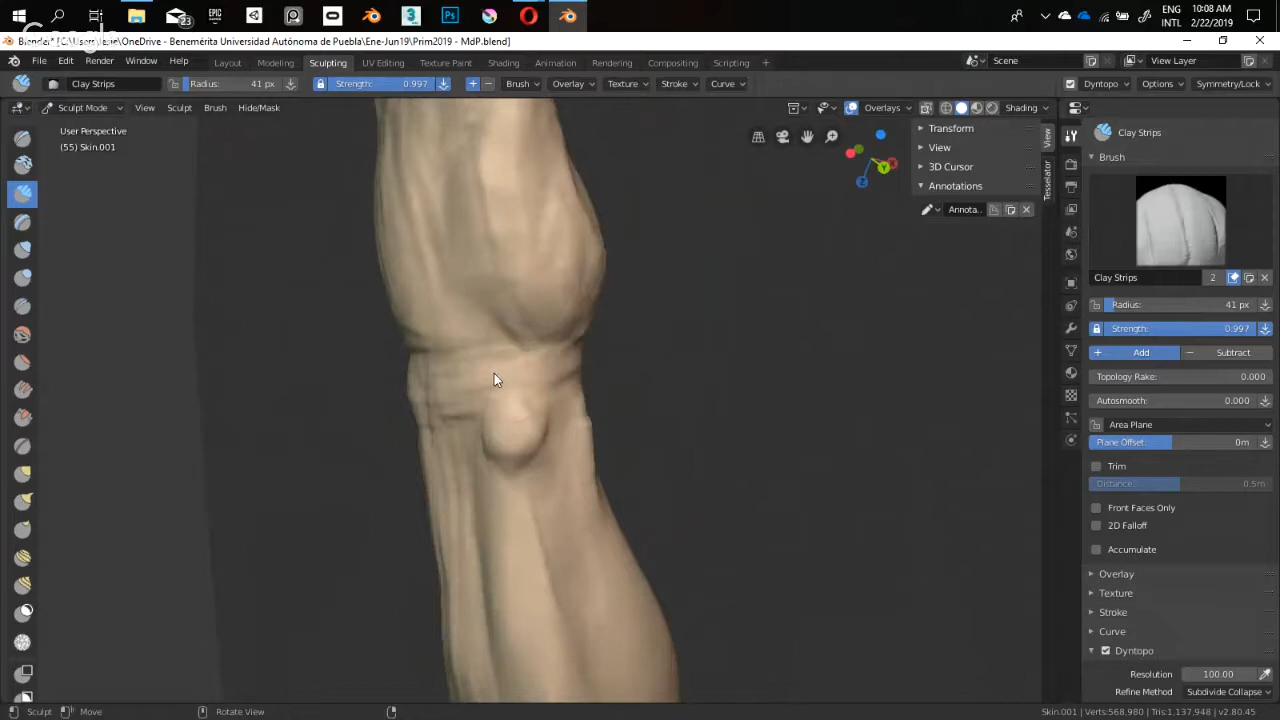 23
EPIC
ENG
INTL
10:08 AM
2/22/2019
Google
Blender* [C:\Users\ OneDrive - Benemérita Universidad Autónoma de Puebla\Ene-Jun19\Prim2019 - MdP.blend]
File Edit Render Window Help Layout Modeling Sculpting UV Editing Texture Paint Shading Animation Rendering Compositing Scripting + Scene View Layer
Clay Strips Radius: 41 px Strength: 0.997 + − Brush Overlay Texture Stroke Curve Dyntopo Options Symmetry/Lock
Sculpt Mode View Sculpt Brush Hide/Mask Overlays Shading
User Perspective
(55) Skin.001
Transform
View
3D Cursor
Annotations
Annota..
View
Tesselator
Y
Z
Clay Strips
Brush
Clay Strips 2
Radius: 41 px
Strength: 0.997
+ Add − Subtract
Topology Rake: 0.000
Autosmooth: 0.000
Area Plane
Plane Offset: 0m
Trim
Distance: 0.5m
Front Faces Only
2D Falloff
Accumulate
Overlay
Texture
Stroke
Curve
Dyntopo
Resolution 100.00
Refine Method Subdivide Collapse
Sculpt Move Rotate View Skin.001 | Verts:568,980 | Tris:1,137,948 | v2.80.45